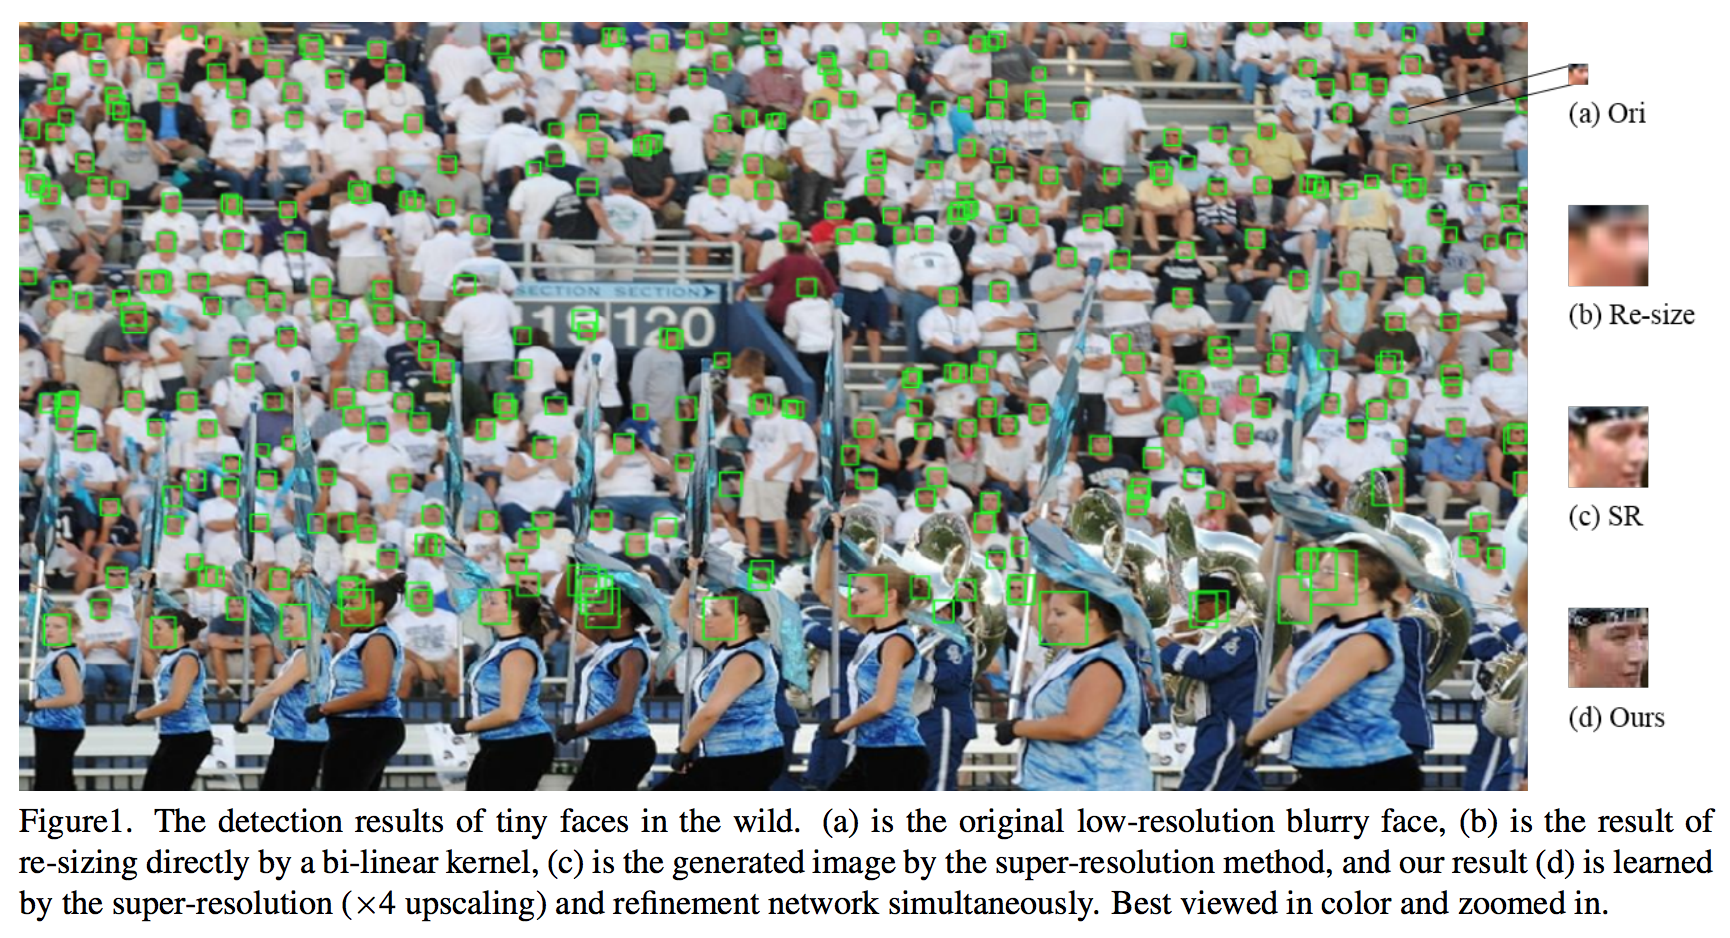 SECTION SECTION
120
(a) Ori
(b) Re-size
(c) SR
(d) Ours
Figure1. The detection results of tiny faces in the wild. (a) is the original low-resolution blurry face, (b) is the result of
re-sizing directly by a bi-linear kernel, (c) is the generated image by the super-resolution method, and our result (d) is learned
by the super-resolution (×4 upscaling) and refinement network simultaneously. Best viewed in color and zoomed in.